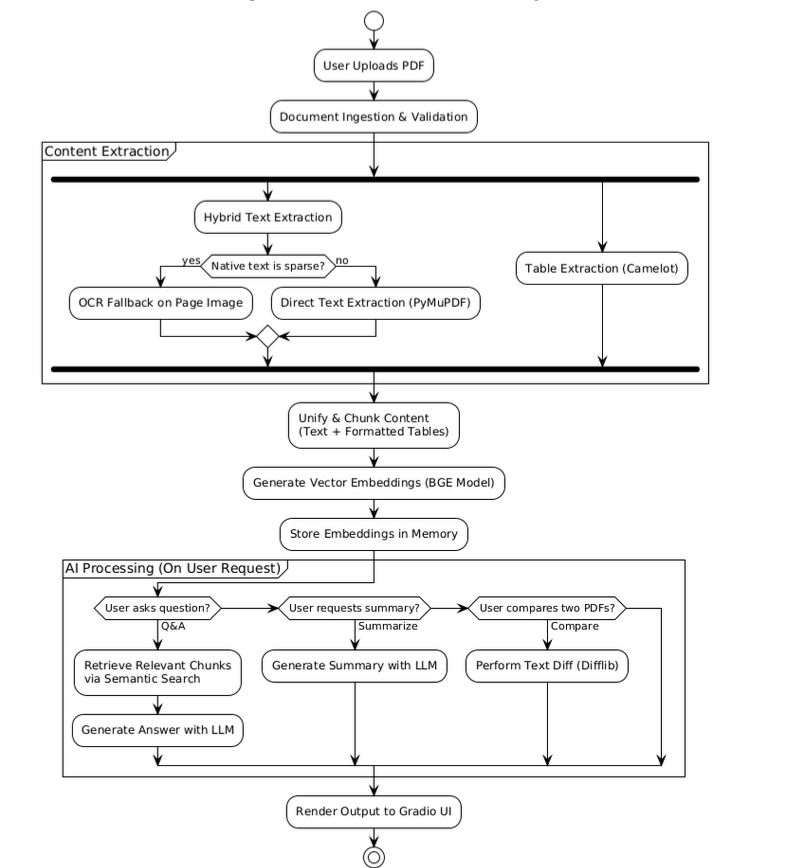 User Uploads PDF
Document Ingestion & Validation
Content Extraction
Hybrid Text Extraction
yes
Native text is sparse?
no
Table Extraction (Camelot)
OCR Fallback on Page Image
Direct Text Extraction (PyMuPDF)
Unify & Chunk Content
(Text + Formatted Tables)
Generate Vector Embeddings (BGE Model)
Store Embeddings in Memory
AI Processing (On User Request)
User asks question?
User requests summary?
User compares two PDFs?
Q&A
Summarize
Compare
Retrieve Relevant Chunks
via Semantic Search
Generate Summary with LLM
Perform Text Diff (Difflib)
Generate Answer with LLM
Render Output to Gradio UI